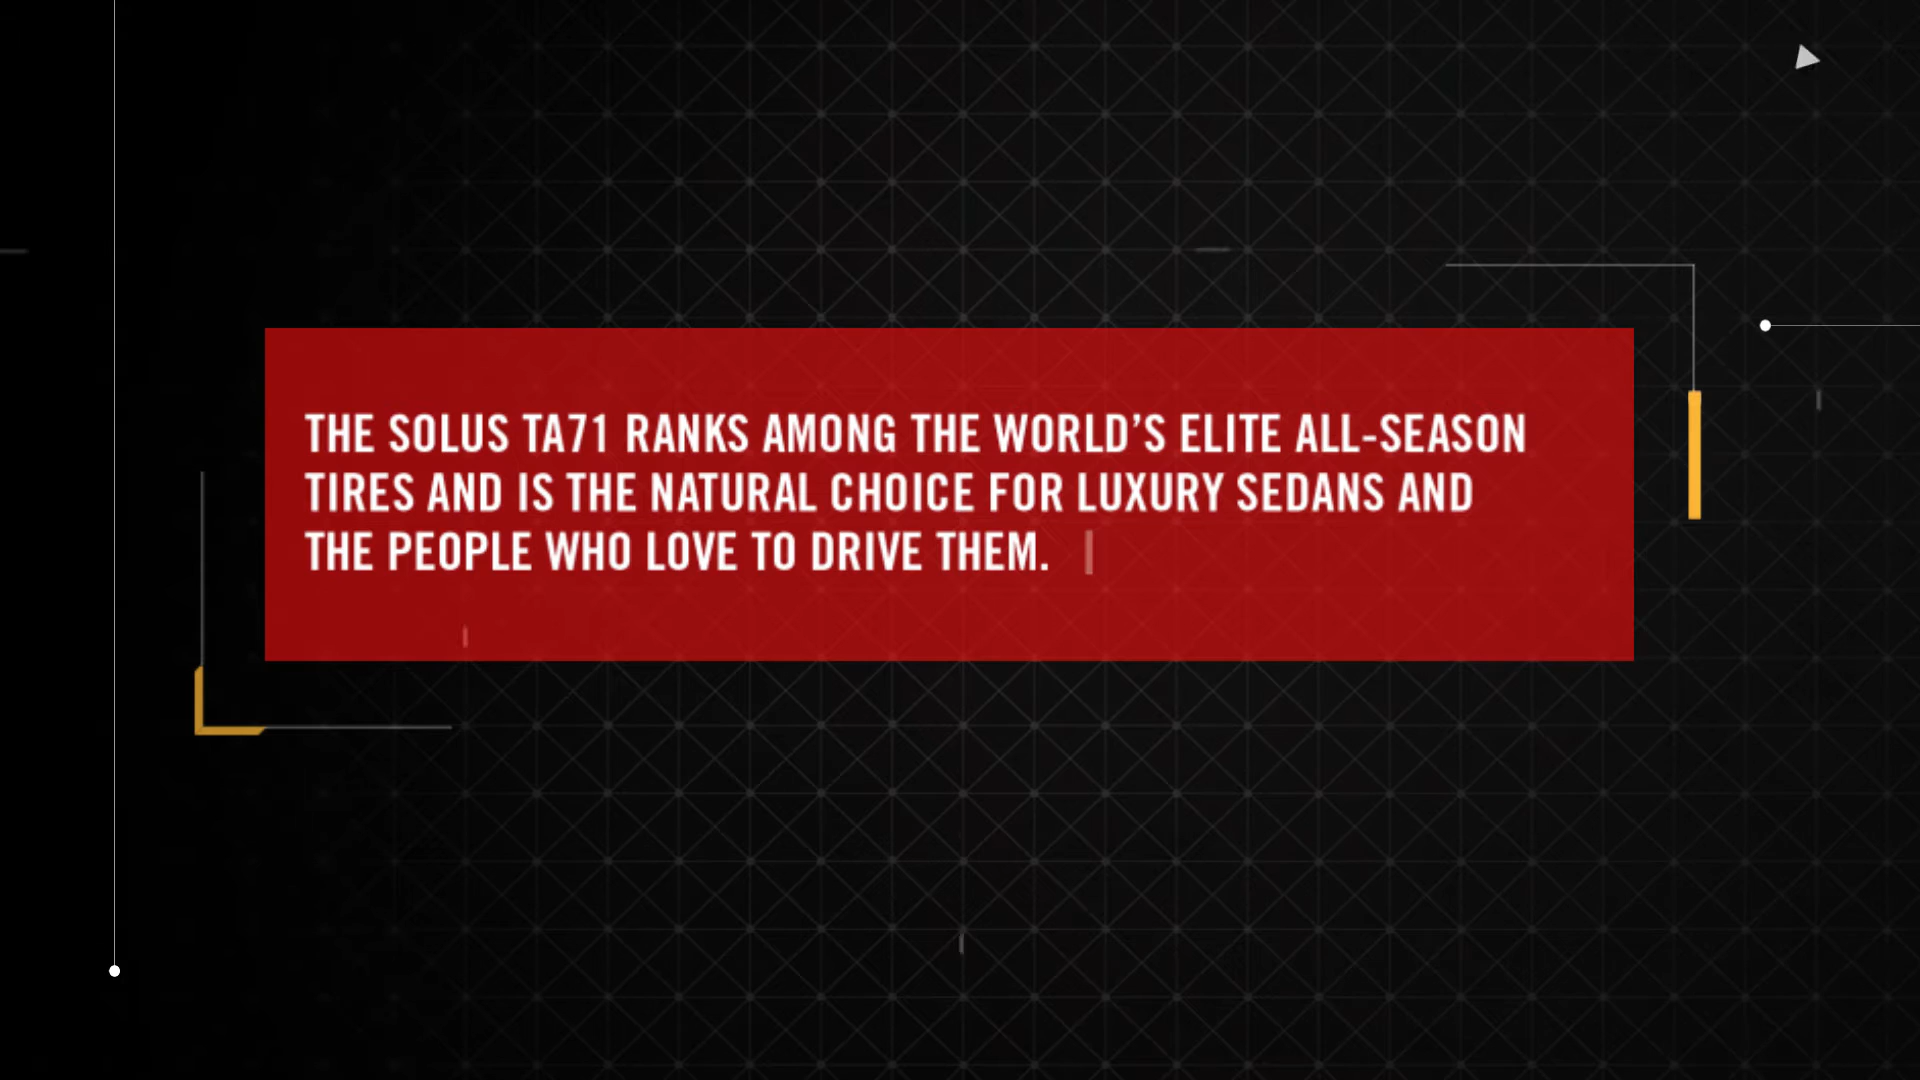 THE SOLUS TA71 RANKS AMONG THE WORLD’S ELITE ALL-SEASON
TIRES AND IS THE NATURAL CHOICE FOR LUXURY SEDANS AND
THE PEOPLE WHO LOVE TO DRIVE THEM.